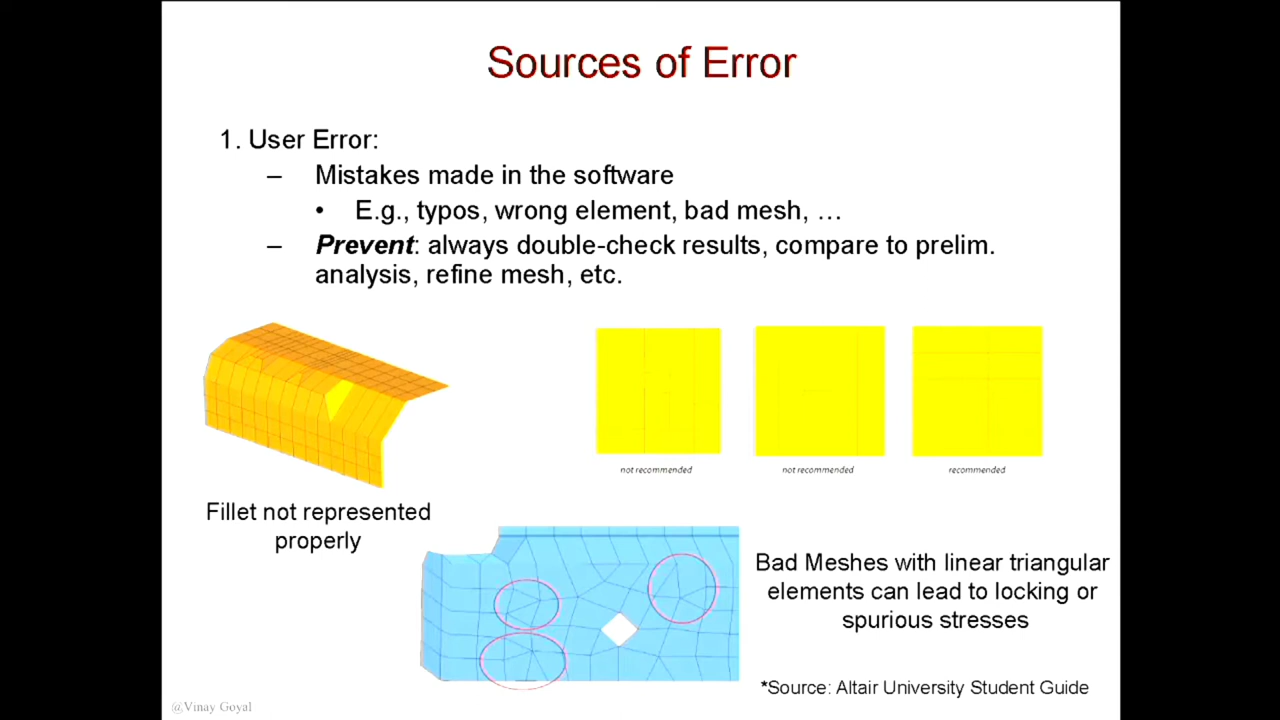 Sources of Error
1. User Error:
– Mistakes made in the software
• E.g., typos, wrong element, bad mesh, …
– Prevent: always double-check results, compare to prelim.
analysis, refine mesh, etc.
not recommended
not recommended
recommended
Fillet not represented
properly
Bad Meshes with linear triangular
elements can lead to locking or
spurious stresses
*Source: Altair University Student Guide
@Vinay Goyal